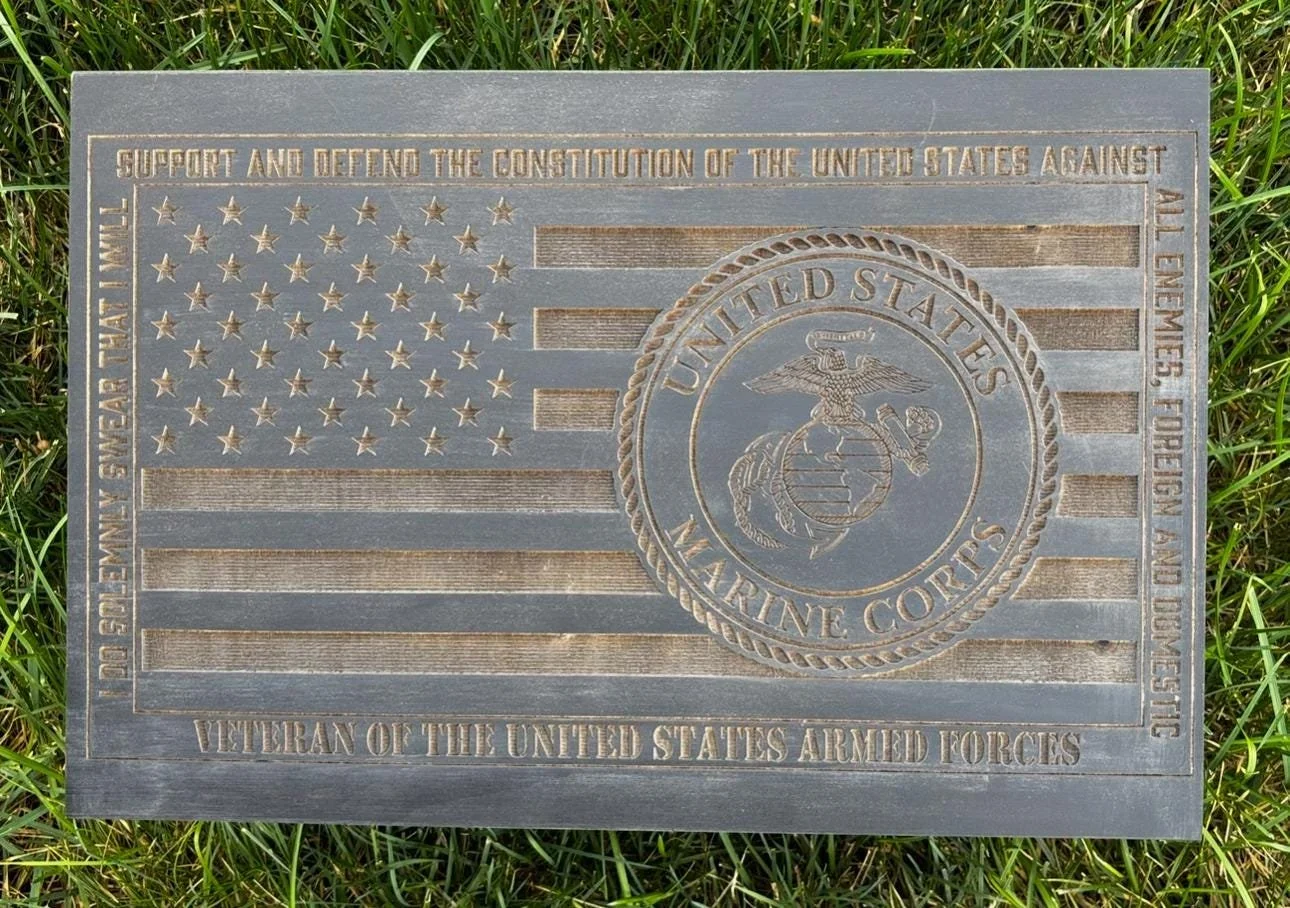 I DO SOLEMNLY SWEAR THAT I WILL
SUPPORT AND DEFEND THE CONSTITUTION OF THE UNITED STATES AGAINST
ALL ENEMIES, FOREIGN AND DOMESTIC
UNITED STATES
MARINE CORPS
VETERAN OF THE UNITED STATES ARMED FORCES